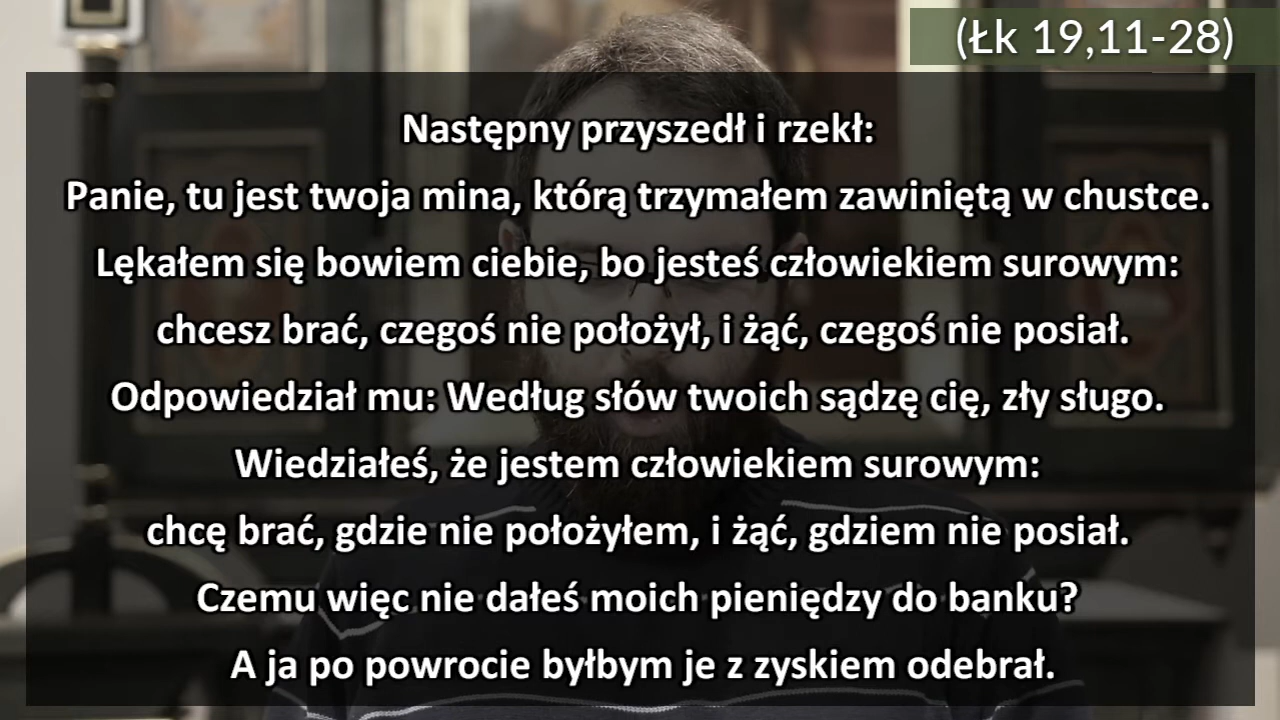 (Łk 19,11-28)
Następny przyszedł i rzekł:
Panie, tu jest twoja mina, którą trzymałem zawiniętą w chustce.
Lękałem się bowiem ciebie, bo jesteś człowiekiem surowym:
chcesz brać, czegoś nie położył, i żąć, czegoś nie posiał.
Odpowiedział mu: Według słów twoich sądzę cię, zły sługo.
Wiedziałeś, że jestem człowiekiem surowym:
chcę brać, gdzie nie położyłem, i żąć, gdziem nie posiał.
Czemu więc nie dałeś moich pieniędzy do banku?
A ja po powrocie byłbym je z zyskiem odebrał.